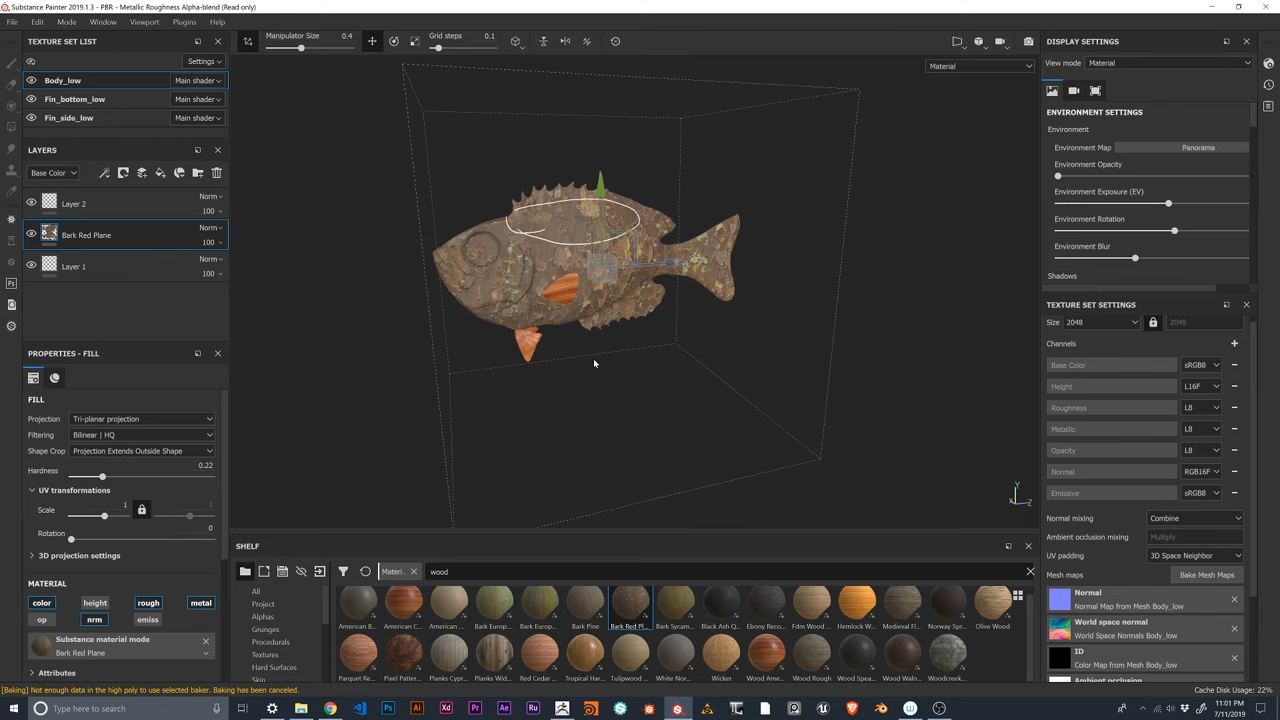 Substance Painter 2019.1.3 - PBR - Metallic Roughness Alpha-blend (Read only)
File Edit Mode Window Viewport Plugins Help
TEXTURE SET LIST
Settings
Body_low Main shader
Fin_bottom_low Main shader
Fin_side_low Main shader
LAYERS
Base Color
Layer 2 Norm
100
Bark Red Plane Norm
100
Layer 1 Norm
100
PROPERTIES - FILL
FILL
Projection Tri-planar projection
Filtering Bilinear | HQ
Shape Crop Projection Extends Outside Shape
Hardness 0.22
UV transformations
Scale 1 1
Rotation 0
3D projection settings
MATERIAL
color height rough metal
op nrm emiss
Substance material mode
Bark Red Plane
Attributes
Manipulator Size 0.4 Grid steps 0.1
Material
Y
X Z
SHELF
Materi... wood
All
Project
Alphas
Grunges
Procedurals
Textures
Hard Surfaces
Skin
American B... American C... American ... Bark Europ... Bark Europ... Bark Pine Bark Red Pl... Bark Sycam... Black Ash Q... Ebony Reco... Fdm Wood ... Hemlock W... Medieval Fl... Norway Spr... Olive Wood
Parquet Re... Pixel Patter... Planks Cypr... Planks Wid... Red Cedar ... Tropical Har... Tulipwood ... White Nor... Wicker Wood Ame... Wood Rou... Wood Spea... Wood Waln...
DISPLAY SETTINGS
View mode Material
ENVIRONMENT SETTINGS
Environment
Environment Map Panorama
Environment Opacity
Environment Exposure (EV)
Environment Rotation
Environment Blur
Shadows
TEXTURE SET SETTINGS
Size 2048 2048
Channels
Base Color sRGB8
Height L16F
Roughness L8
Metallic L8
Opacity L8
Normal RGB16F
Emissive sRGB8
Normal mixing Combine
Ambient occlusion mixing Multiply
UV padding 3D Space Neighbor
Mesh maps Bake Mesh Maps
Normal
Normal Map from Mesh Body_low
World space normal
World Space Normals Body_low
ID
Color Map from Mesh Body_low
Ambient occlusion
[Baking] Not enough data in the high poly to use selected baker. Baking has been canceled.
Cache Disk Usage: 22%
Type here to search
11:01 PM
7/11/2019